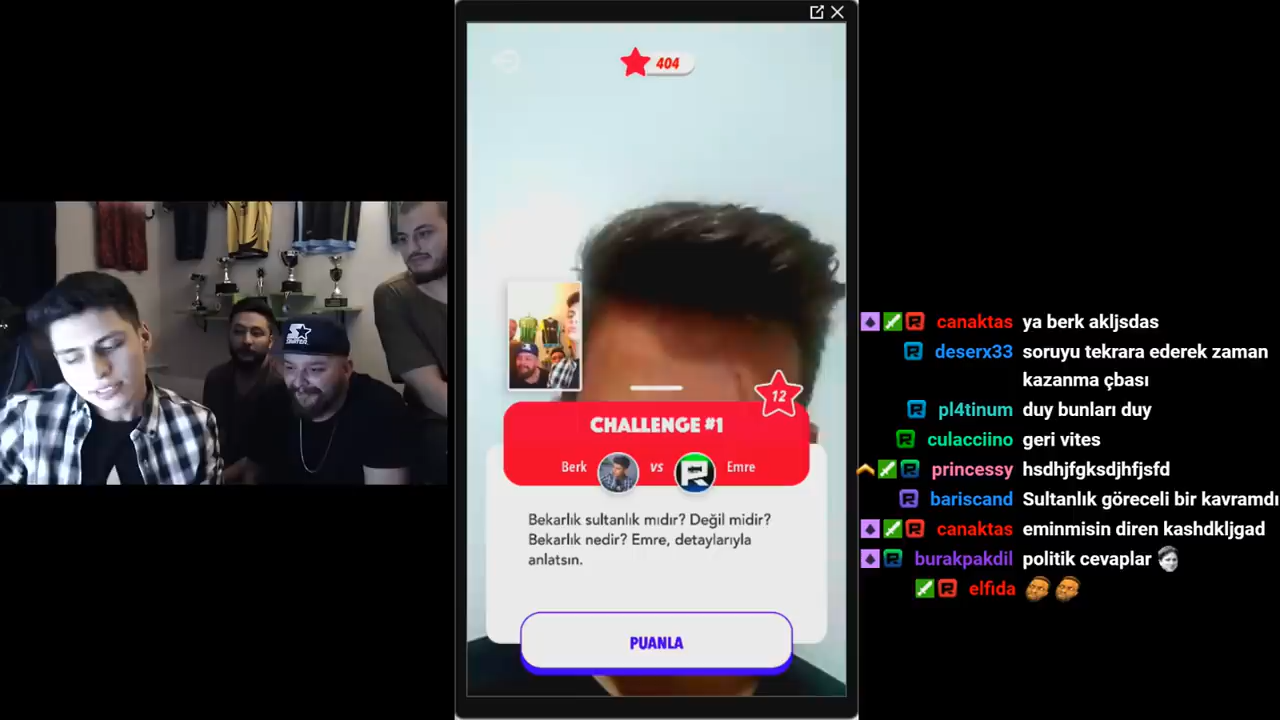 404
12
CHALLENGE #1
Berk vs Emre
Bekarlık sultanlık mıdır? Değil midir?
Bekarlık nedir? Emre, detaylarıyla
anlatsın.
PUANLA
canaktas ya berk akljsdas
deserx33 soruyu tekrara ederek zaman
kazanma çbası
pl4tinum duy bunları duy
culacciino geri vites
princessy hsdhjfgksdjhfjsfd
bariscand Sultanlık göreceli bir kavramdı
canaktas eminmisin diren kashdkljgad
burakpakdil politik cevaplar
elfıda